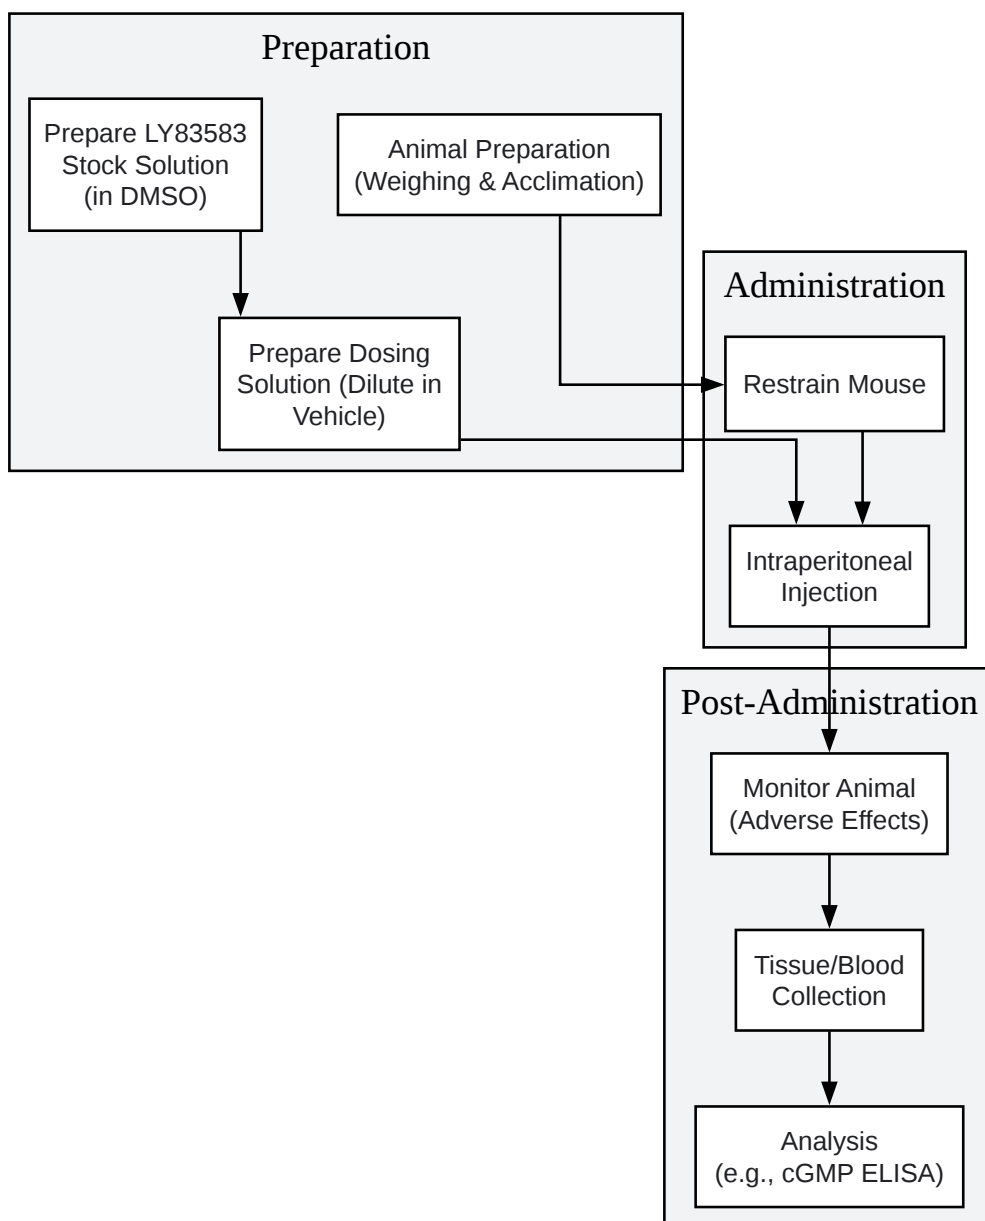 Preparation
Prepare LY83583
Stock Solution
(in DMSO)
Animal Preparation
(Weighing & Acclimation)
Prepare Dosing
Solution (Dilute in
Vehicle)
Administration
Restrain Mouse
Intraperitoneal
Injection
Post-Administration
Monitor Animal
(Adverse Effects)
Tissue/Blood
Collection
Analysis
(e.g., cGMP ELISA)